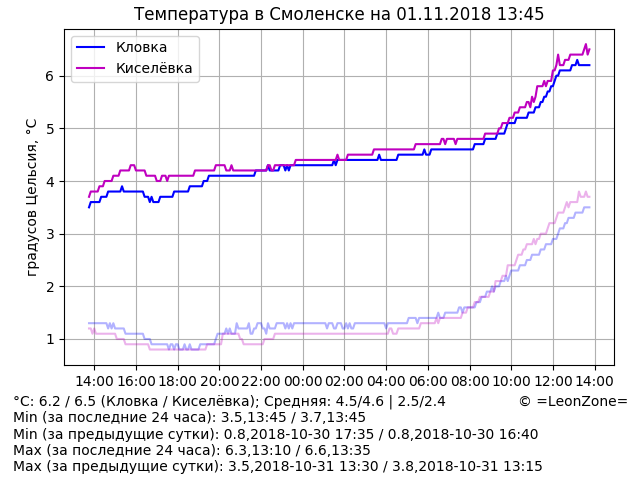 Температура в Смоленске на 01.11.2018 13:45
Кловка
Киселёвка
градусов Цельсия, °C
6
5
4
3
2
1
14:00 16:00 18:00 20:00 22:00 00:00 02:00 04:00 06:00 08:00 10:00 12:00 14:00
°C: 6.2 / 6.5 (Кловка / Киселёвка); Средняя: 4.5/4.6 | 2.5/2.4 © =LeonZone=
Min (за последние 24 часа): 3.5,13:45 / 3.7,13:45
Min (за предыдущие сутки): 0.8,2018-10-30 17:35 / 0.8,2018-10-30 16:40
Max (за последние 24 часа): 6.3,13:10 / 6.6,13:35
Max (за предыдущие сутки): 3.5,2018-10-31 13:30 / 3.8,2018-10-31 13:15